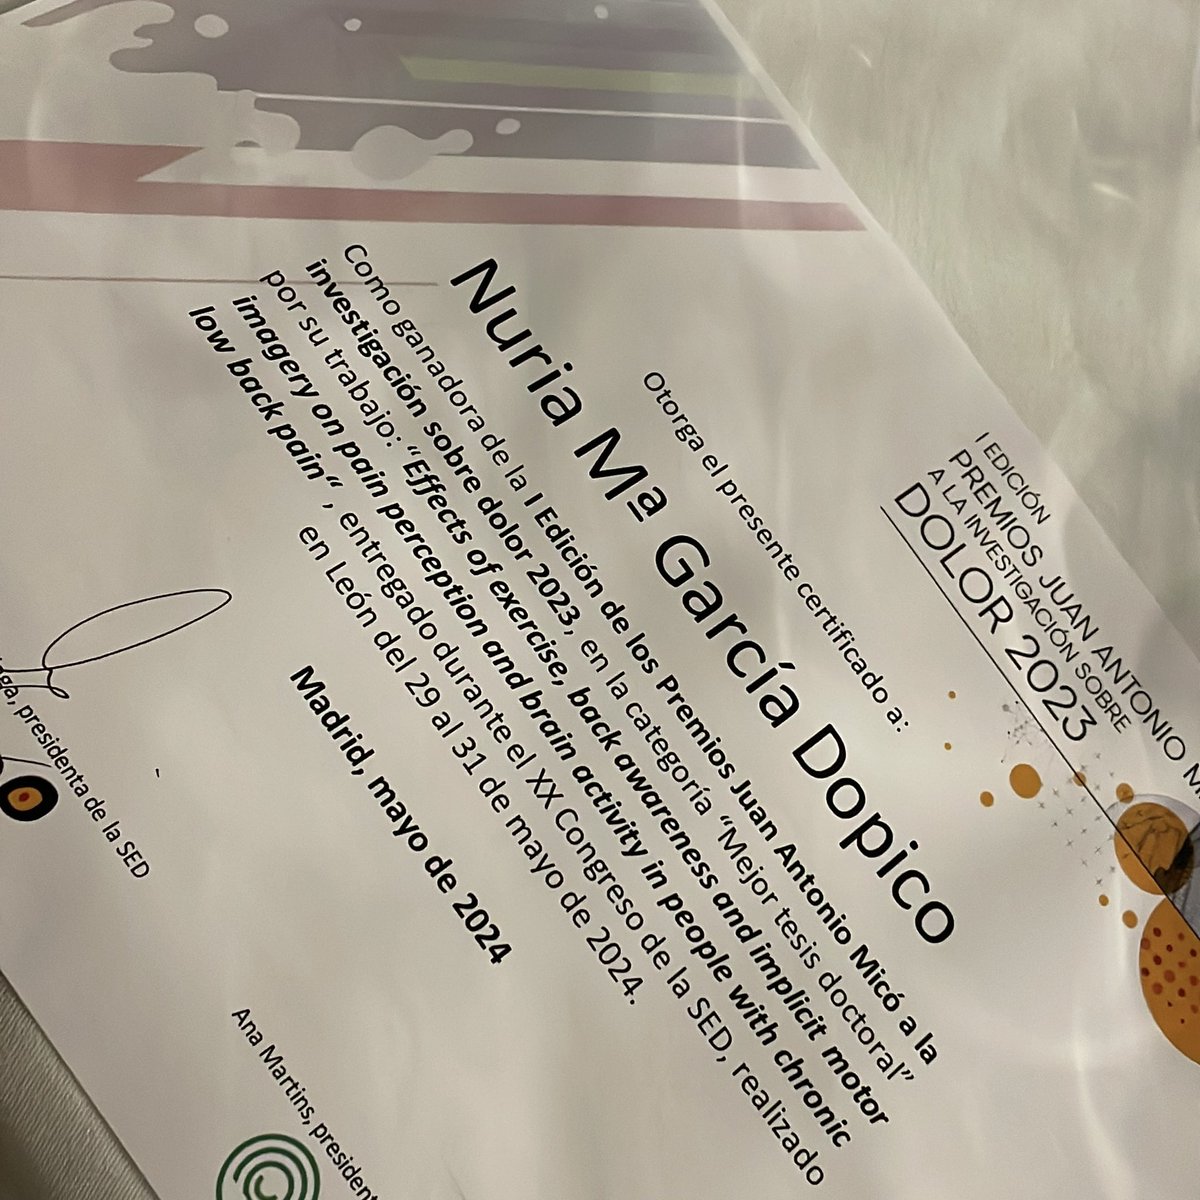 I EDICIÓN
PREMIOS JUAN ANTONIO
A LA INVESTIGACIÓN SOBRE
DOLOR 2023
Otorga el presente certificado a:
Nuria Mª García Dopico
Como ganadora de la I Edición de los Premios Juan Antonio Micó a la
investigación sobre dolor 2023, en la categoría “Mejor tesis doctoral”
por su trabajo: “Effects of exercise, back awareness and implicit motor
imagery on pain perception and brain activity in people with chronic
low back pain“, entregado durante el XX Congreso de la SED, realizado
en León del 29 al 31 de mayo de 2024.
Madrid, mayo de 2024
presidenta de la SED
Ana Martins,